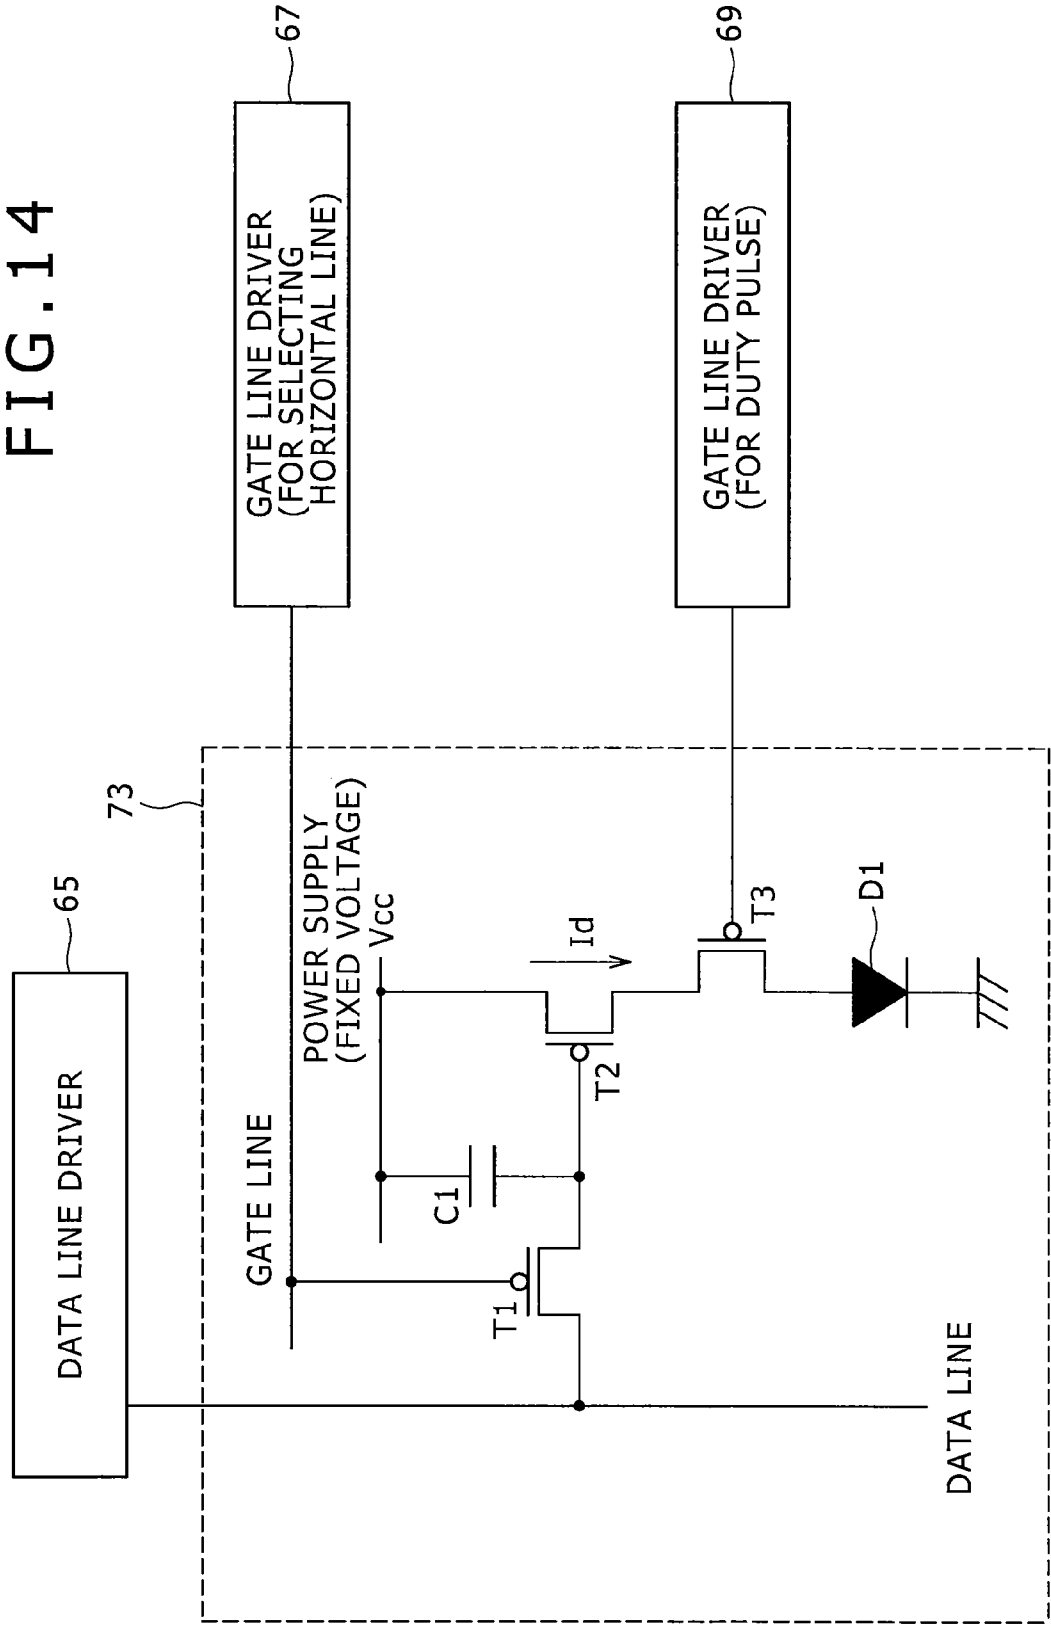 FIG.14
DATA LINE DRIVER
65
73
GATE LINE
GATE LINE DRIVER
(FOR SELECTING
HORIZONTAL LINE)
67
POWER SUPPLY
(FIXED VOLTAGE)
Vcc
C1
T1
T2
Id
T3
GATE LINE DRIVER
(FOR DUTY PULSE)
69
D1
DATA LINE